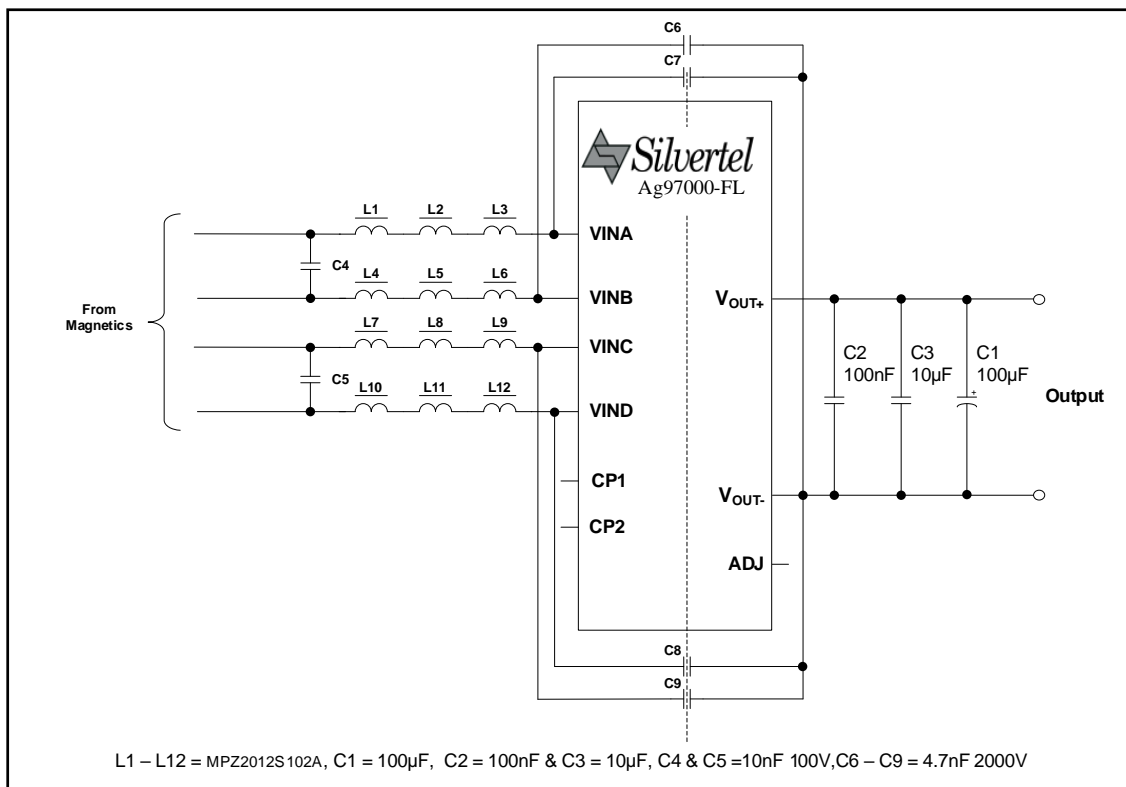 C6
C7
Silvertel
Ag97000-FL
L1 L2 L3
VINA
C4
L4 L5 L6
VINB
VOUT+
From
Magnetics
L7 L8 L9
VINC
C2
100nF
C3
10µF
C1
100µF
+
C5
L10 L11 L12
VIND
Output
CP1
VOUT-
CP2
ADJ
C8
C9
L1 – L12 = MPZ2012S102A, C1 = 100µF, C2 = 100nF & C3 = 10µF, C4 & C5 =10nF 100V,C6 – C9 = 4.7nF 2000V